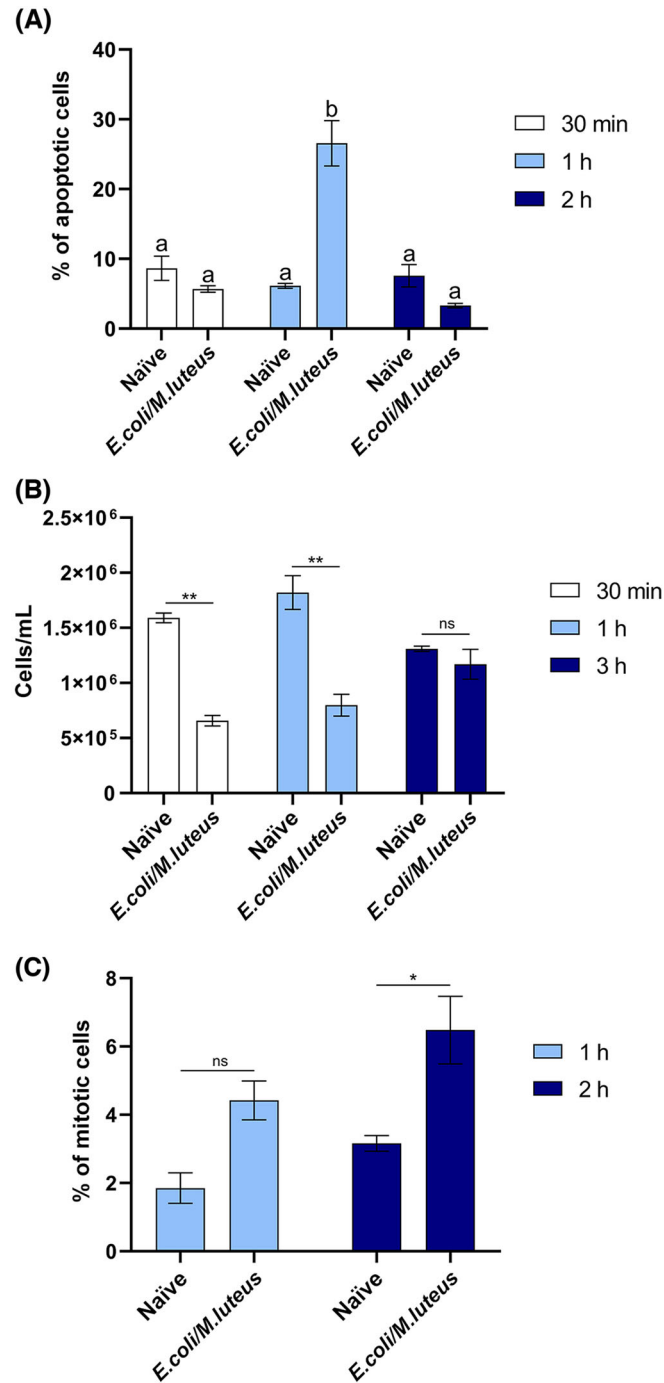 (A)
% of apoptotic cells
40
30
20
10
0
a
a
a
b
a
a
Naïve
E.coli/M.luteus
Naïve
E.coli/M.luteus
Naïve
E.coli/M.luteus
30 min
1 h
2 h
(B)
Cells/mL
2.5×10⁶
2×10⁶
1.5×10⁶
1×10⁶
5×10⁵
0
**
**
ns
Naïve
E.coli/M.luteus
Naïve
E.coli/M.luteus
Naïve
E.coli/M.luteus
30 min
1 h
3 h
(C)
% of mitotic cells
8
6
4
2
0
ns
*
Naïve
E.coli/M.luteus
Naïve
E.coli/M.luteus
1 h
2 h